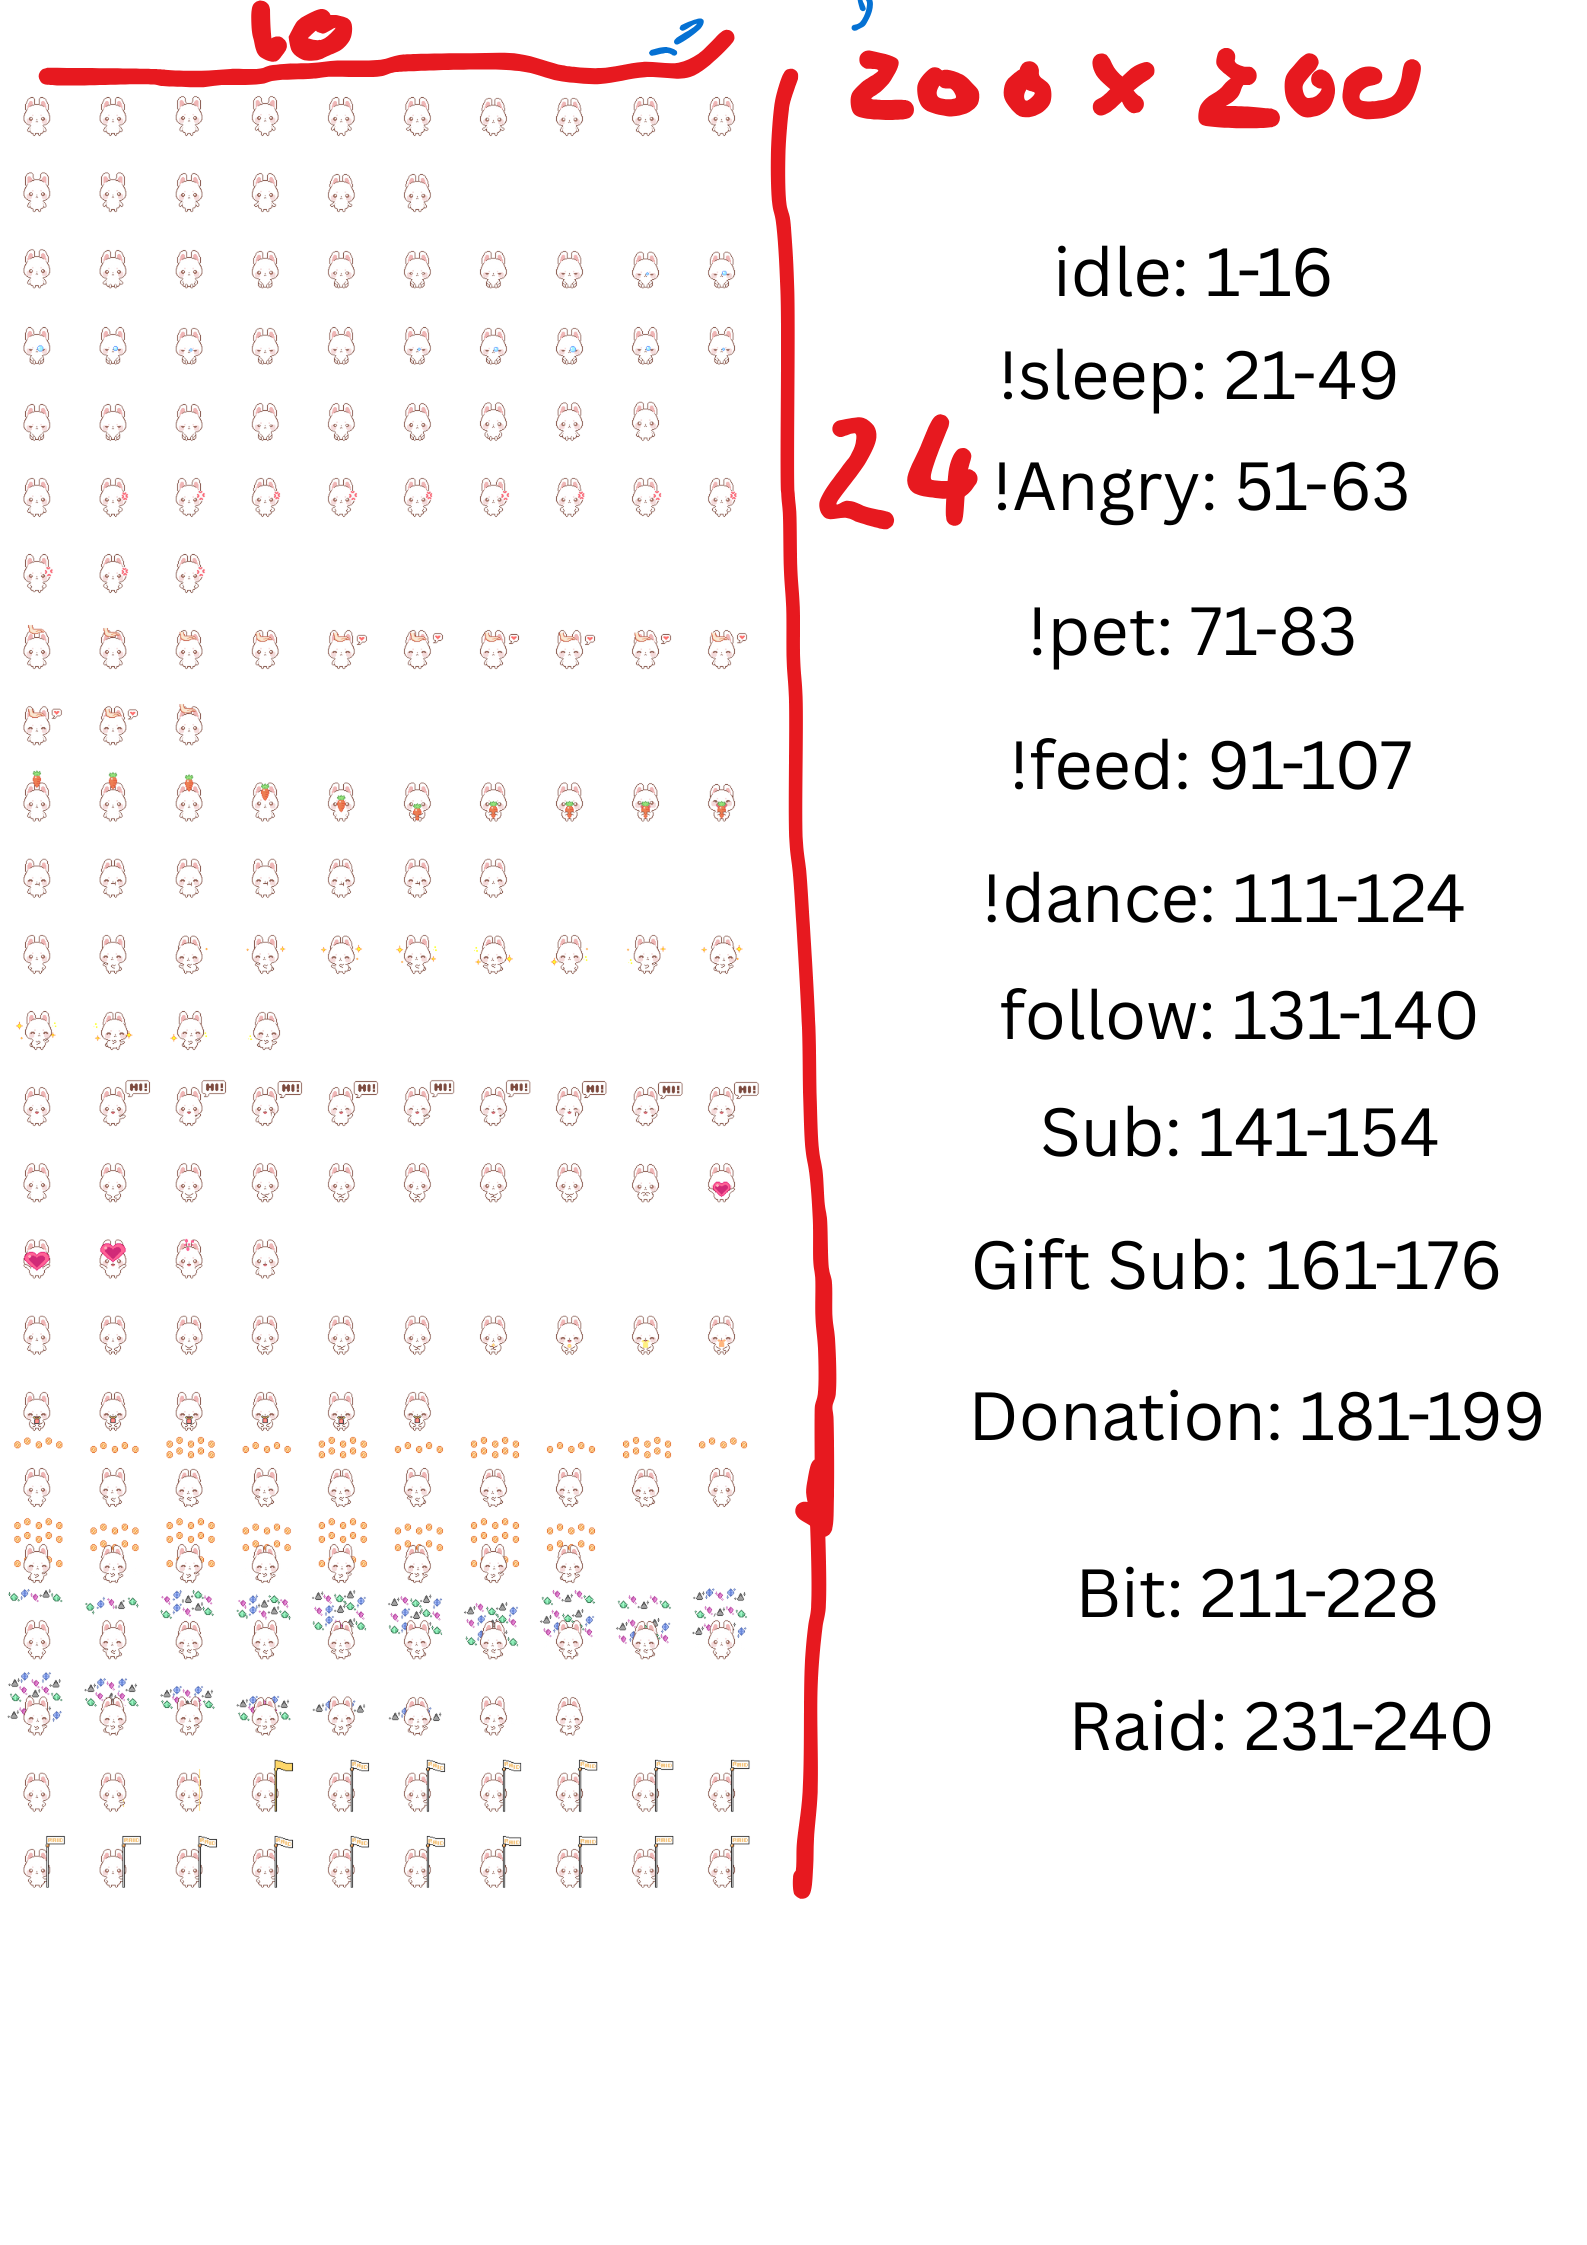 10
200 x 200
idle: 1-16
!sleep: 21-49
24
!Angry: 51-63
!pet: 71-83
!feed: 91-107
!dance: 111-124
follow: 131-140
HI! HI! HI! HI! HI! HI! HI! HI! HI!
Sub: 141-154
Gift Sub: 161-176
Donation: 181-199
Bit: 211-228
Raid: 231-240